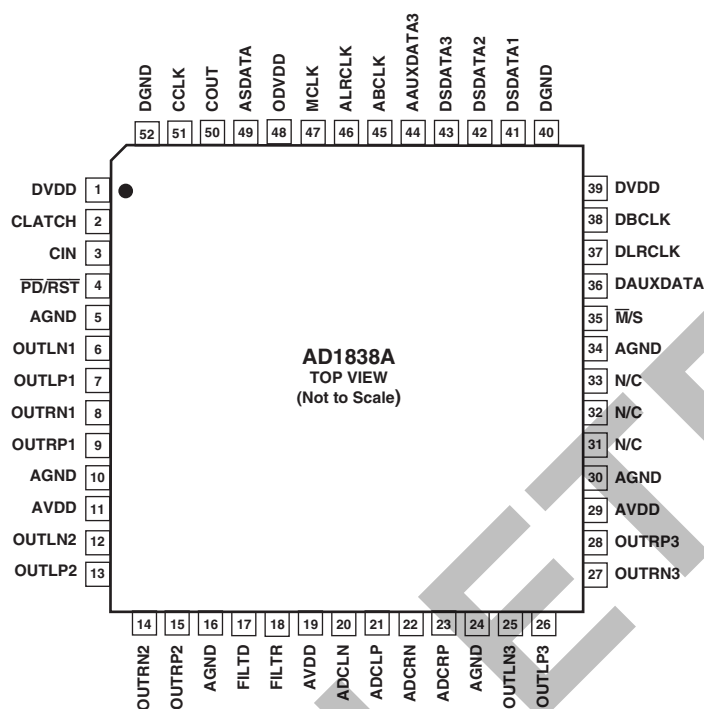 DGND
CCLK
COUT
ASDATA
ODVDD
MCLK
ALRCLK
ABCLK
AAUXDATA3
DSDATA3
DSDATA2
DSDATA1
DGND
52 51 50 49 48 47 46 45 44 43 42 41 40
DVDD 1
CLATCH 2
CIN 3
PD/RST 4
AGND 5
OUTLN1 6
OUTLP1 7
OUTRN1 8
OUTRP1 9
AGND 10
AVDD 11
OUTLN2 12
OUTLP2 13
AD1838A
TOP VIEW
(Not to Scale)
39 DVDD
38 DBCLK
37 DLRCLK
36 DAUXDATA
35 M/S
34 AGND
33 N/C
32 N/C
31 N/C
30 AGND
29 AVDD
28 OUTRP3
27 OUTRN3
14 15 16 17 18 19 20 21 22 23 24 25 26
OUTRN2
OUTRP2
AGND
FILTD
FILTR
AVDD
ADCLN
ADCLP
ADCRN
ADCRP
AGND
OUTLN3
OUTLP3